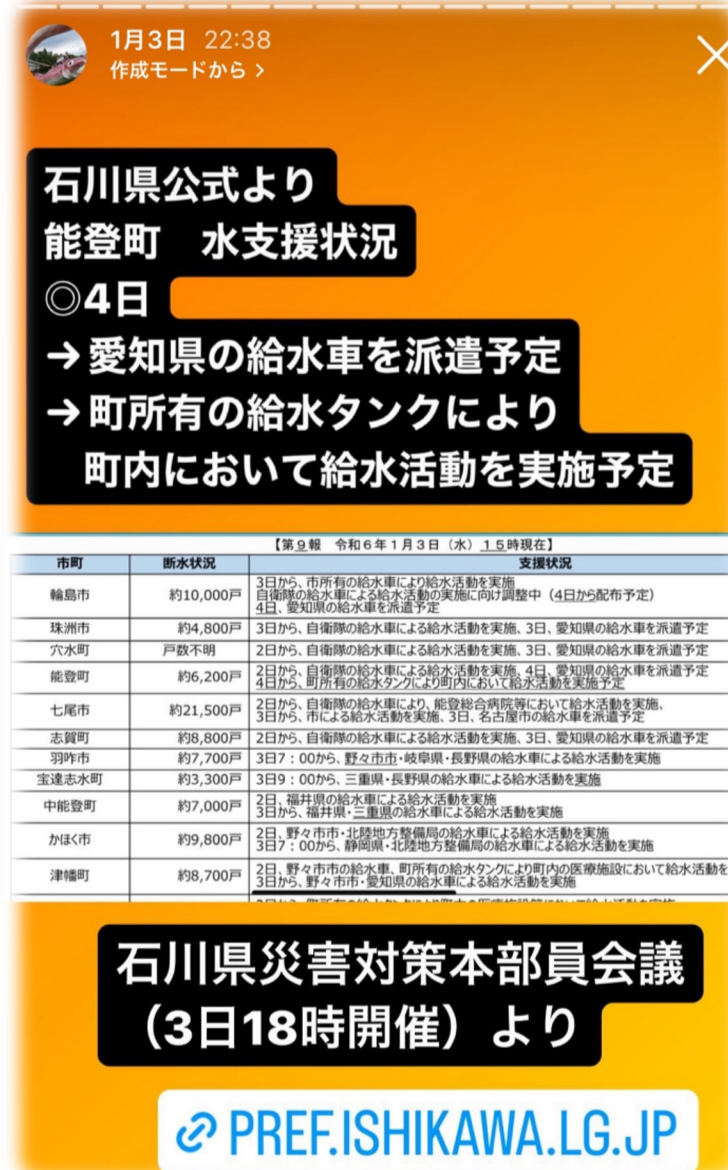 1月3日 22:38
作成モードから >
石川県公式より
能登町 水支援状況
◎4日
→愛知県の給水車を派遣予定
→町所有の給水タンクにより
町内において給水活動を実施予定
【第9報 令和6年1月3日（水）15時現在】
市町 断水状況 支援状況
輪島市 約10,000戸 3日から、市所有の給水車により給水活動を実施
自衛隊の給水車による給水活動の実施に向け調整中（4日から配布予定）
4日、愛知県の給水車を派遣予定
珠洲市 約4,800戸 3日から、自衛隊の給水車による給水活動を実施、3日、愛知県の給水車を派遣予定
穴水町 戸数不明 2日から、自衛隊の給水車による給水活動を実施、3日、愛知県の給水車を派遣予定
能登町 約6,200戸 2日から、自衛隊の給水車による給水活動を実施、4日、愛知県の給水車を派遣予定
4日から、町所有の給水タンクにより町内において給水活動を実施予定
七尾市 約21,500戸 2日から、自衛隊の給水車により、能登総合病院等において給水活動を実施、
3日から、市による給水活動を実施、3日、名古屋市の給水車を派遣予定
志賀町 約8,800戸 2日から、自衛隊の給水車による給水活動を実施、3日、愛知県の給水車を派遣予定
羽咋市 約7,700戸 3日7：00から、野々市市・岐阜県・長野県の給水車による給水活動を実施
宝達志水町 約3,300戸 3日9：00から、三重県・長野県の給水車による給水活動を実施
中能登町 約7,000戸 2日、福井県の給水車による給水活動を実施
3日から、福井県・三重県の給水車による給水活動を実施
かほく市 約9,800戸 2日、野々市市・北陸地方整備局の給水車による給水活動を実施
3日7：00から、静岡県・北陸地方整備局の給水車による給水活動を実施
津幡町 約8,700戸 2日、野々市市の給水車、町所有の給水タンクにより町内の医療施設において給水活動を
3日から、野々市市・愛知県の給水車による給水活動を実施
石川県災害対策本部員会議
（3日18時開催）より
PREF.ISHIKAWA.LG.JP